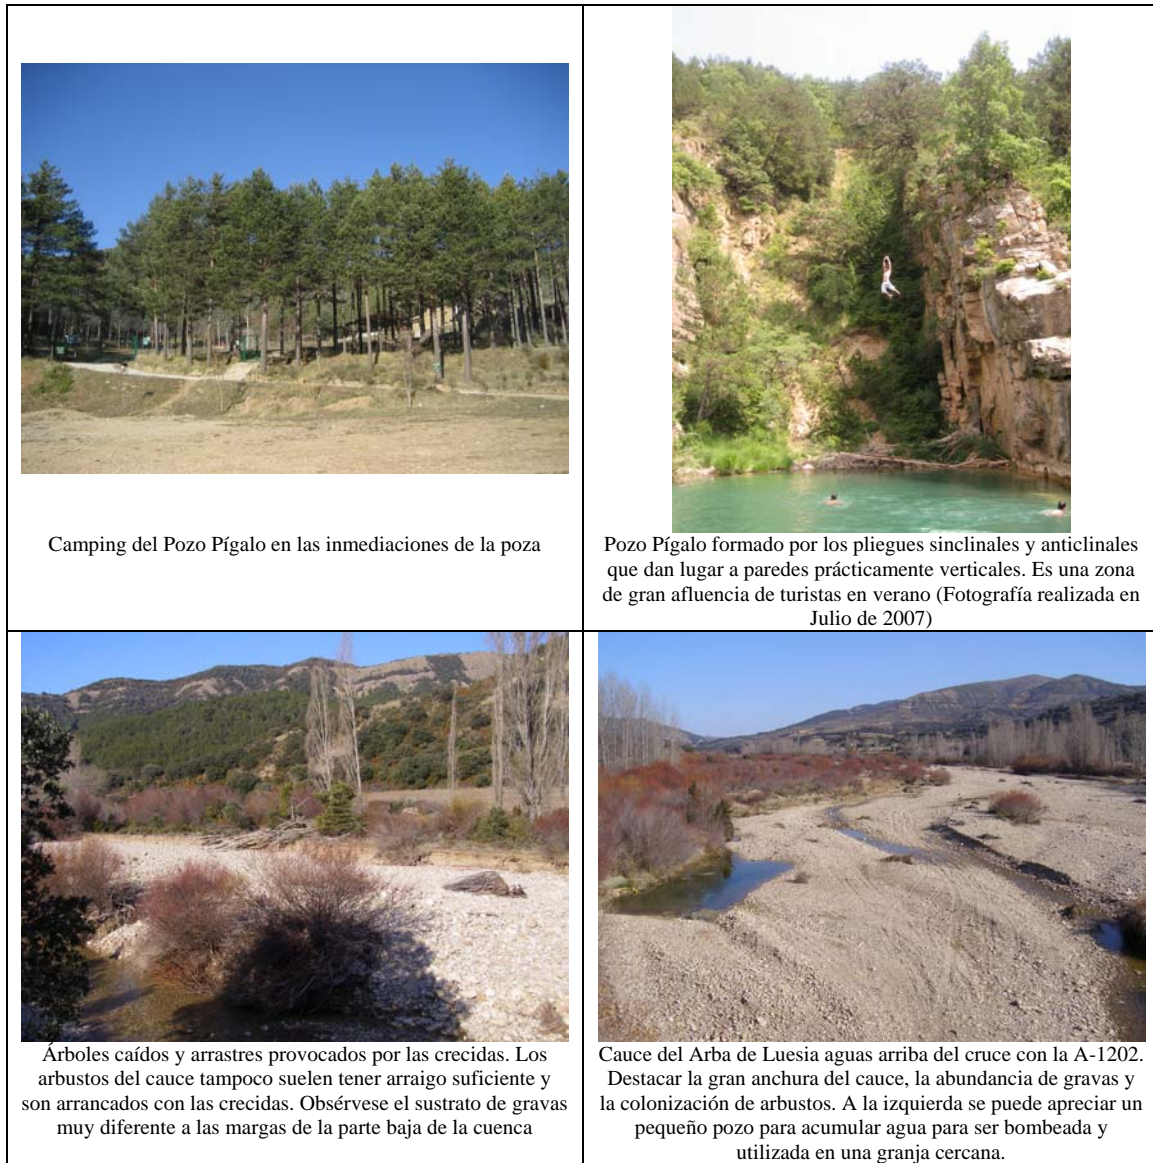 Camping del Pozo Pígalo en las inmediaciones de la poza
Pozo Pígalo formado por los pliegues sinclinales y anticlinales
que dan lugar a paredes prácticamente verticales. Es una zona
de gran afluencia de turistas en verano (Fotografía realizada en
Julio de 2007)
Árboles caídos y arrastres provocados por las crecidas. Los
arbustos del cauce tampoco suelen tener arraigo suficiente y
son arrancados con las crecidas. Obsérvese el sustrato de gravas
muy diferente a las margas de la parte baja de la cuenca
Cauce del Arba de Luesia aguas arriba del cruce con la A-1202.
Destacar la gran anchura del cauce, la abundancia de gravas y
la colonización de arbustos. A la izquierda se puede apreciar un
pequeño pozo para acumular agua para ser bombeada y
utilizada en una granja cercana.